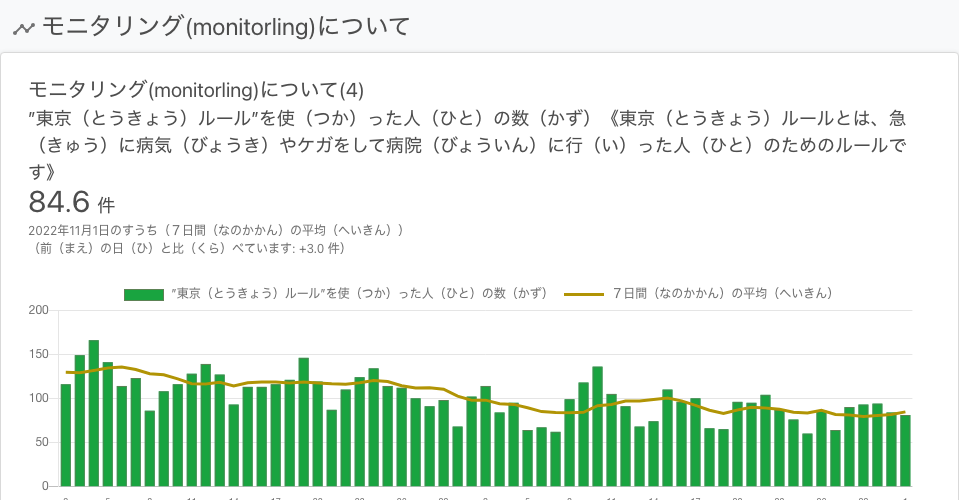 モニタリング(monitorling)について
モニタリング(monitorling)について(4)
”東京（とうきょう）ルール”を使（つか）った人（ひと）の数（かず）《東京（とうきょう）ルールとは、急
（きゅう）に病気（びょうき）やケガをして病院（びょういん）に行（い）った人（ひと）のためのルールで
す》
84.6 件
2022年11月1日のすうち（７日間（なのかかん）の平均（へいきん））
（前（まえ）の日（ひ）と比（くら）べています: +3.0 件）
”東京（とうきょう）ルール”を使（つか）った人（ひと）の数（かず） ７日間（なのかかん）の平均（へいきん）
200
150
100
50
0